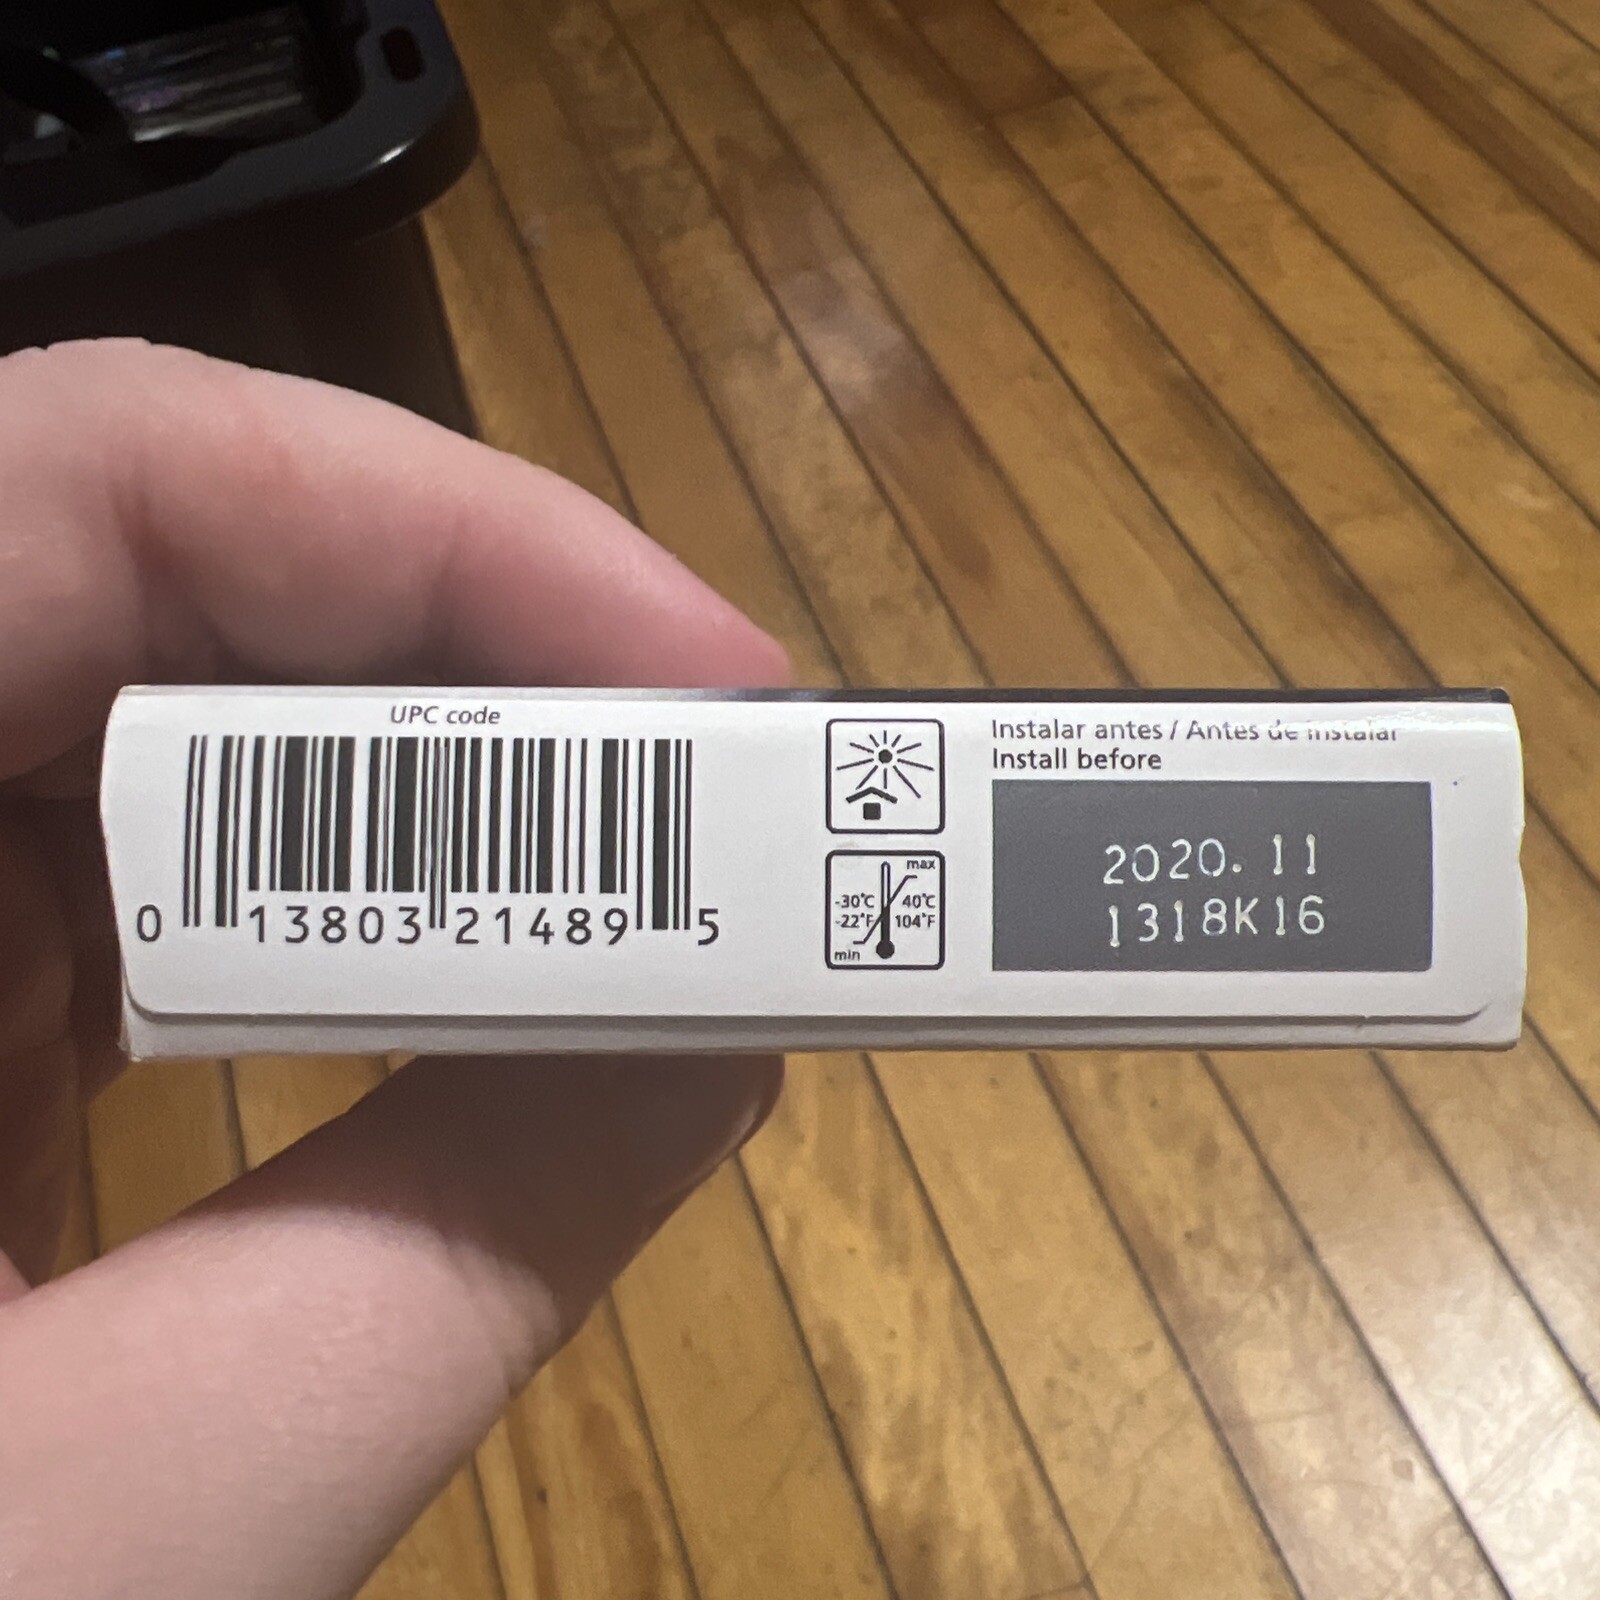 UPC code
0 13803 21489 5
max
-30°C 40°C
-22°F 104°F
min
Instalar antes / Antes de instalar
Install before
2020. 11
1318K16